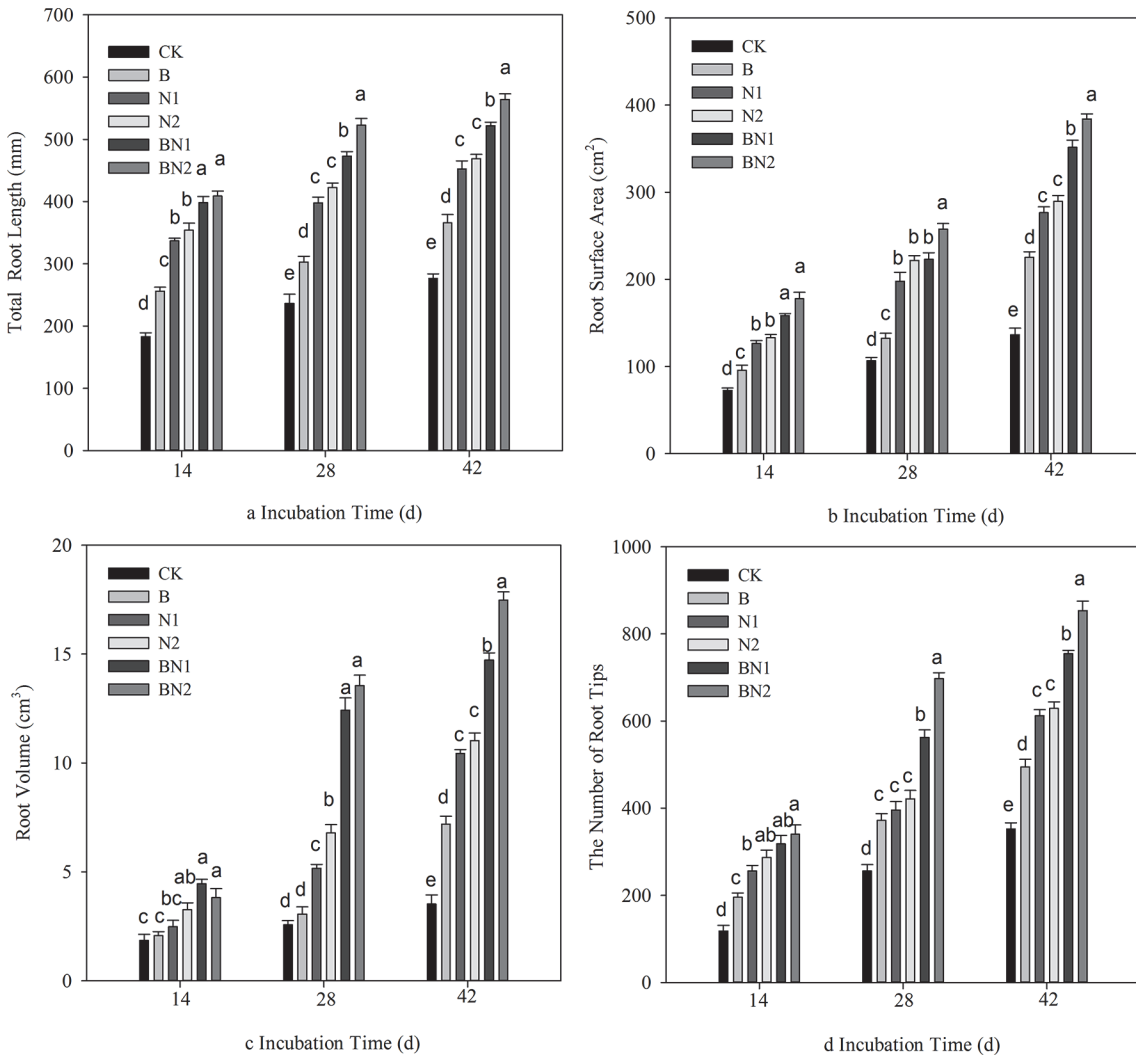 700
600
500
400
300
200
100
0
Total Root Length (mm)
CK
B
N1
N2
BN1
BN2
d c b b a a
e d c c b a
e d c c b a
14 28 42
a Incubation Time (d)
500
400
300
200
100
0
Root Surface Area (cm²)
CK
B
N1
N2
BN1
BN2
d c b b a a
d c b b b a
e d c c b a
14 28 42
b Incubation Time (d)
20
15
10
5
0
Root Volume (cm³)
CK
B
N1
N2
BN1
BN2
c c bc ab a a
d d c b a a
e d c c b a
14 28 42
c Incubation Time (d)
1000
800
600
400
200
0
The Number of Root Tips
CK
B
N1
N2
BN1
BN2
d c b ab ab a
d c c c b a
e d c c b a
14 28 42
d Incubation Time (d)